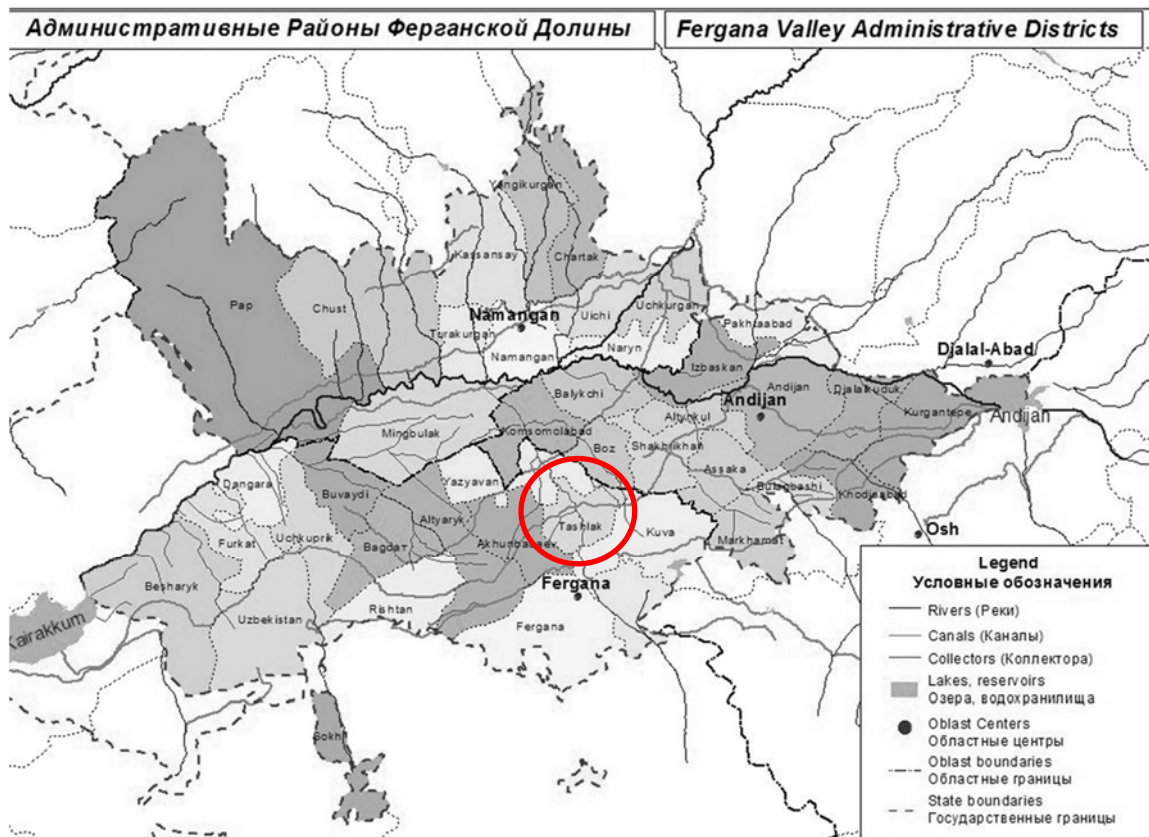 Административные Районы Ферганской Долины
Fergana Valley Administrative Districts
Yangikurgan
Kassansay
Chartak
Pap
Chust
Uchkurgan
Namangan
Uichi
Turakurgan
Pakhtaabad
Namangan
Naryn
Djalal-Abad
Izbaskan
Balykchi
Andijan
Djalalkuduk
Andijan
Kurgantepe
Altynkul
Andijan
Mingbulak
Komsomolabad
Boz
Shakhrikhan
Assaka
Dangara
Buvaydi
Yazyavan
Bulagbashi
Khodjaabad
Altyaryk
Tashlak
Osh
Furkat
Uchkuprik
Bagdат
Akhunbabaev
Kuva
Markhamat
Besharyk
Fergana
Rishtan
Uzbekistan
Fergana
Kairakkum
Sokh
Legend
Условные обозначения
Rivers (Реки)
Canals (Каналы)
Collectors (Коллектора)
Lakes, reservoirs
Озера, водохранилища
Oblast Centers
Областные центры
Oblast boundaries
Областные границы
State boundaries
Государственные границы